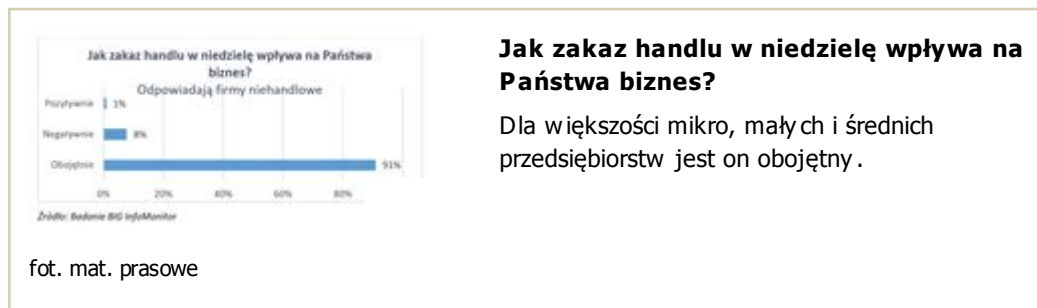 Jak zakaz handlu w niedzielę wpływa na Państwa
biznes?
Odpowiadają firmy niehandlowe
Pozytywnie 1%
Negatywnie 8%
Obojętnie 91%
0% 20% 40% 60% 80%
Źródło: Badanie BIG InfoMonitor
fot. mat. prasowe
Jak zakaz handlu w niedzielę wpływa na
Państwa biznes?
Dla większości mikro, małych i średnich
przedsiębiorstw jest on obojętny.